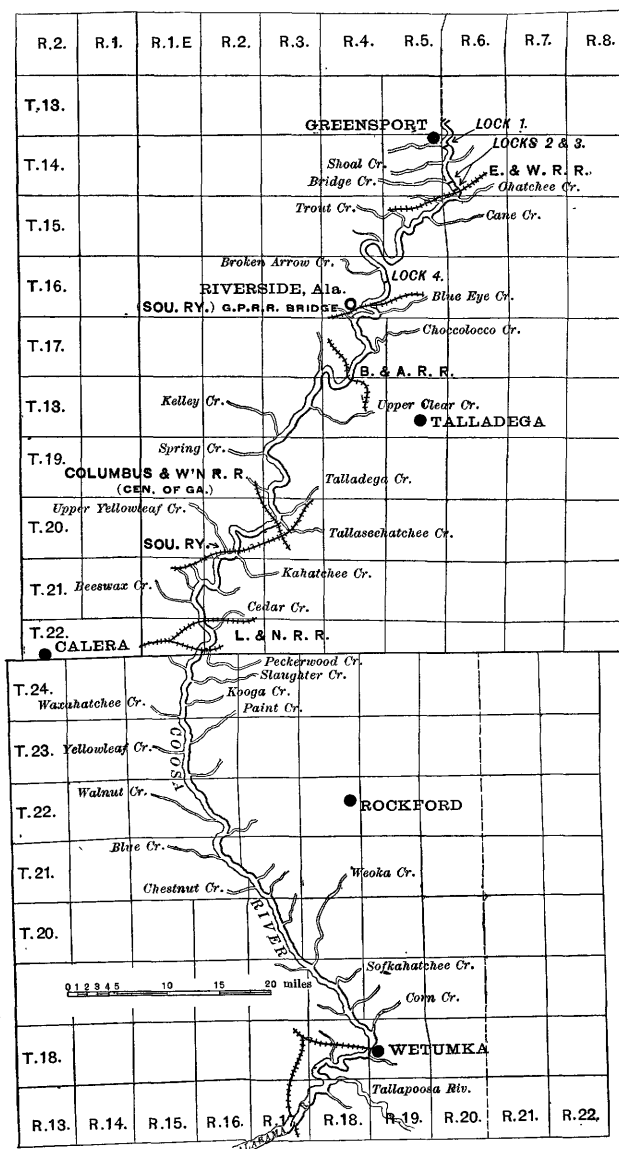 R.2. R.1. R.1.E R.2. R.3. R.4. R.5. R.6. R.7. R.8.
T.13.
GREENSPORT
LOCK 1.
LOCKS 2 & 3.
T.14.
Shoal Cr.
E. & W. R. R.
Bridge Cr.
Ohatchee Cr.
Trout Cr.
Cane Cr.
T.15.
Broken Arrow Cr.
LOCK 4.
T.16.
RIVERSIDE, Ala.
Blue Eye Cr.
(SOU. RY.) G.P.R.R. BRIDGE
Choccolocco Cr.
T.17.
B. & A. R. R.
T.18.
Kelley Cr.
Upper Clear Cr.
TALLADEGA
Spring Cr.
T.19.
COLUMBUS & W'N R. R.
(CEN. OF GA.)
Talladega Cr.
Upper Yellowleaf Cr.
T.20.
Tallasechatchee Cr.
SOU. RY.
Kahatchee Cr.
T.21.
Beeswax Cr.
Cedar Cr.
T.22.
L. & N. R. R.
CALERA
Peckerwood Cr.
Slaughter Cr.
T.24.
Kooga Cr.
Waxahatchee Cr.
Paint Cr.
COOSA
T.23.
Yellowleaf Cr.
T.22.
Walnut Cr.
ROCKFORD
Blue Cr.
T.21.
Weoka Cr.
Chestnut Cr.
RIVER
T.20.
Sofkahatchee Cr.
0 1 2 3 4 5 10 15 20 miles
Corn Cr.
T.18.
WETUMKA
Tallapoosa Riv.
R.13. R.14. R.15. R.16. R.17 R.18. R.19. R.20. R.21. R.22.
ALABAMA